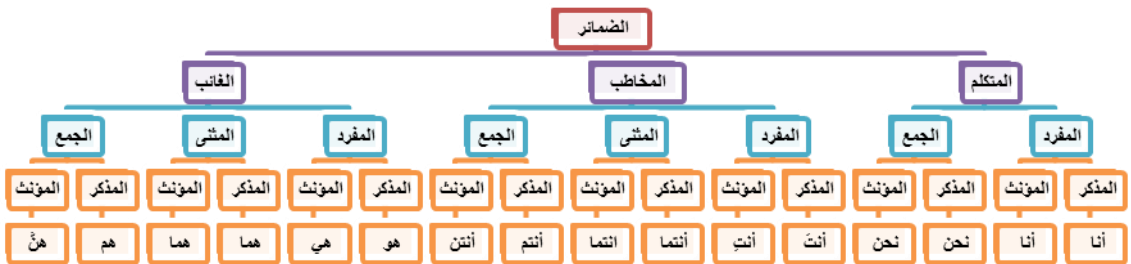 الضمائر
المتكلم المخاطب الغائب
المفرد الجمع المفرد المثنى الجمع المفرد المثنى الجمع
المذكر المؤنث المذكر المؤنث المذكر المؤنث المذكر المؤنث المذكر المؤنث المذكر المؤنث المذكر المؤنث المذكر المؤنث
أنا أنا نحن نحن أنتَ أنتِ أنتما انتما أنتم أنتن هو هي هما هما هم هنَّ